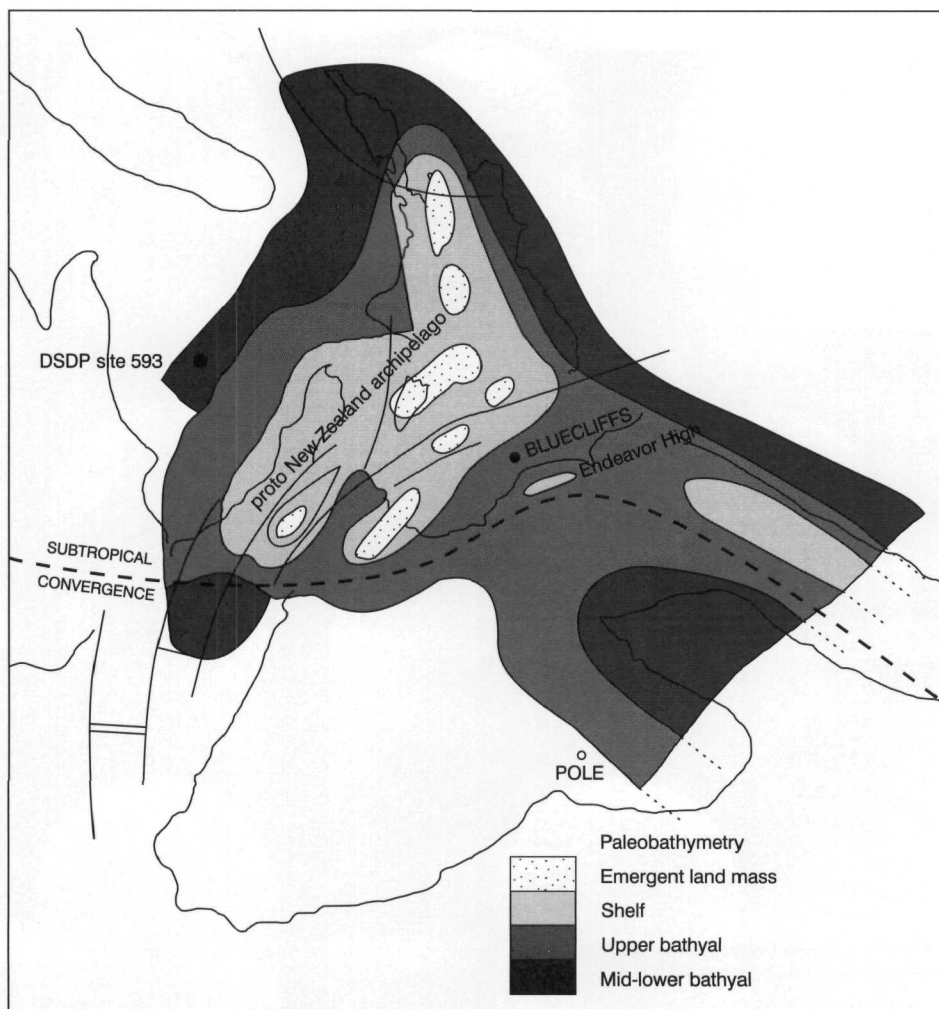 DSDP site 593
proto New Zealand archipelago
BLUECLIFFS
Endeavor High
SUBTROPICAL
CONVERGENCE
POLE
Paleobathymetry
Emergent land mass
Shelf
Upper bathyal
Mid-lower bathyal